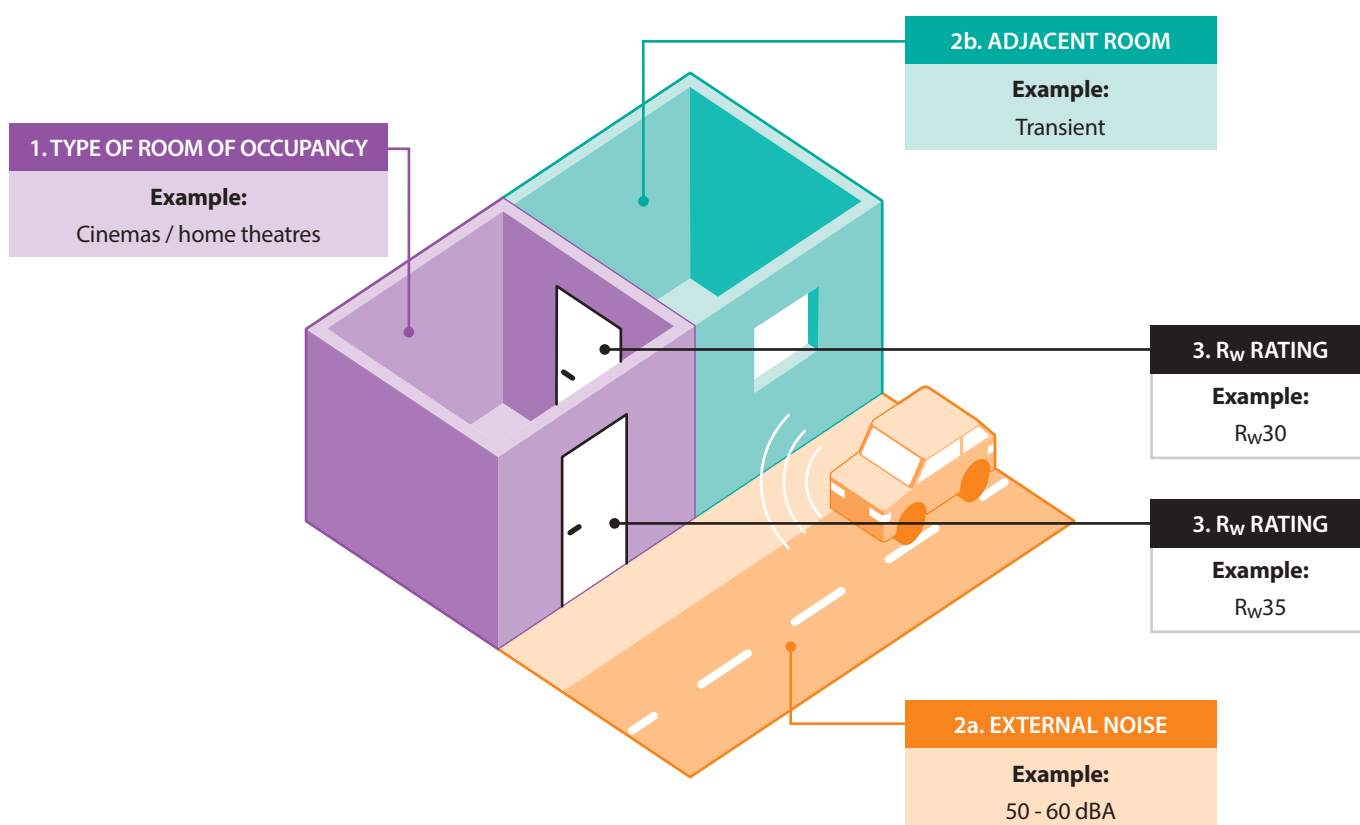 2b. ADJACENT ROOM
Example:
Transient
1. TYPE OF ROOM OF OCCUPANCY
Example:
Cinemas / home theatres
3. RW RATING
Example:
RW30
3. RW RATING
Example:
RW35
2a. EXTERNAL NOISE
Example:
50 - 60 dBA